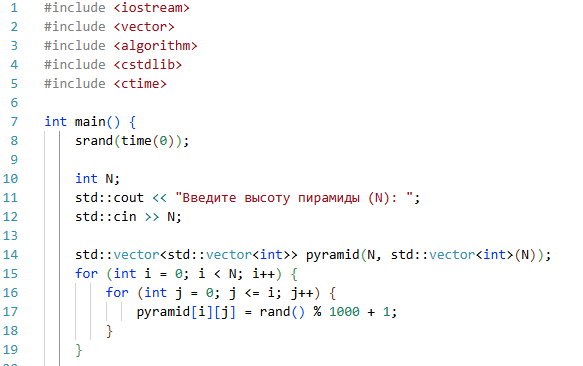 1 #include <iostream>
2 #include <vector>
3 #include <algorithm>
4 #include <cstdlib>
5 #include <ctime>
6
7 int main() {
8     srand(time(0));
9
10     int N;
11     std::cout << "Введите высоту пирамиды (N): ";
12     std::cin >> N;
13
14     std::vector<std::vector<int>> pyramid(N, std::vector<int>(N));
15     for (int i = 0; i < N; i++) {
16         for (int j = 0; j <= i; j++) {
17             pyramid[i][j] = rand() % 1000 + 1;
18         }
19     }